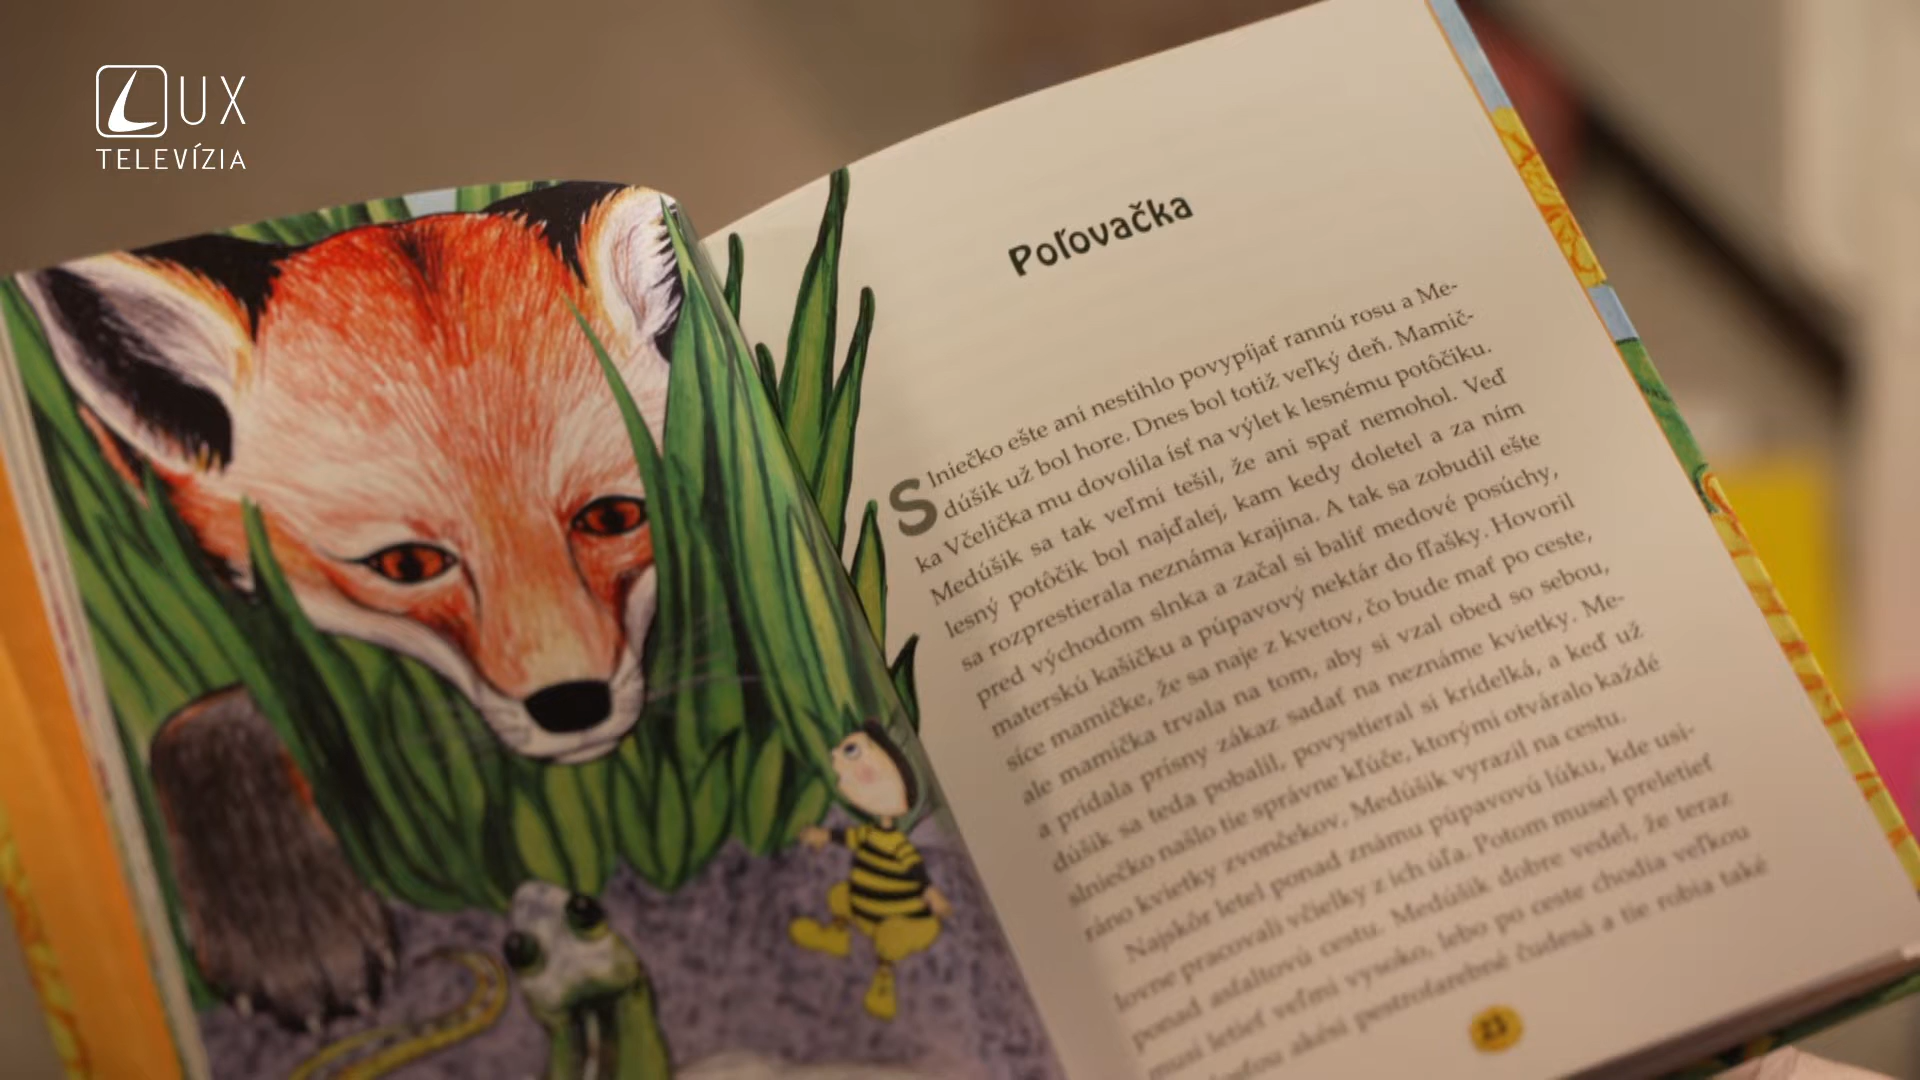 LUX
TELEVÍZIA
Poľovačka
Slniečko ešte ani nestihlo povypíjať rannú rosu a Me-
dúšik už bol hore. Dnes bol totiž veľký deň. Mamič-
ka Včelička mu dovolila ísť na výlet k lesnému potôčiku.
Medúšik sa tak veľmi tešil, že ani spať nemohol. Veď
lesný potôčik bol najďalej, kam kedy doletel a za ním
sa rozprestierala neznáma krajina. A tak sa zobudil ešte
pred východom slnka a začal si baliť medové posúchy,
materskú kašičku a púpavový nektár do fľašky. Hovoril
síce mamičke, že sa naje z kvetov, čo bude mať po ceste,
ale mamička trvala na tom, aby si vzal obed so sebou,
a pridala prísny zákaz sadať na neznáme kvietky. Me-
dúšik sa teda pobalil, povystieral si krídelká, a keď už
slniečko našlo tie správne kľúče, ktorými otváralo každé
ráno kvietky zvončekov, Medúšik vyrazil na cestu.
Najskôr letel ponad známu púpavovú lúku, kde usi-
lovne pracovali včielky z ich úľa. Potom musel preletieť
ponad asfaltovú cestu. Medúšik dobre vedel, že teraz
musí letieť veľmi vysoko, lebo po ceste chodia veľkou
akési pestrofarebné čudesá a tie robia také
21